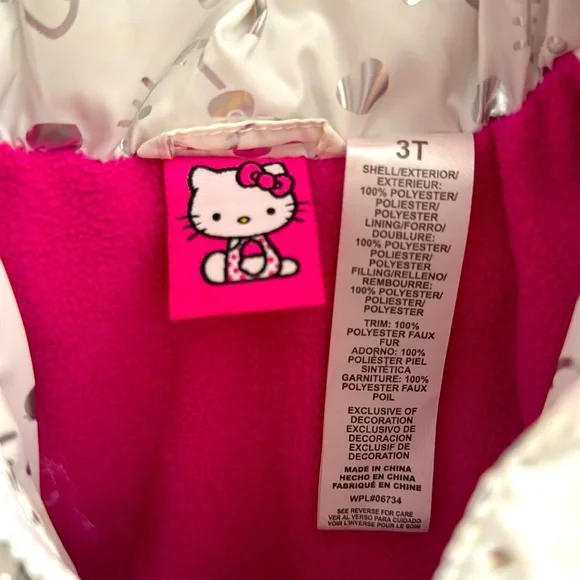 3T
SHELL/EXTERIOR/
EXTERIEUR:
100% POLYESTER/
POLIESTER/
POLYESTER
LINING/FORRO/
DOUBLURE:
100% POLYESTER/
POLIESTER/
POLYESTER
FILLING/RELLENO/
REMBOURRE:
100% POLYESTER/
POLIESTER/
POLYESTER
TRIM: 100%
POLYESTER FAUX
FUR
ADORNO: 100%
POLIÉSTER PIEL
SINTÉTICA
GARNITURE: 100%
POLYESTER FAUX
POIL
EXCLUSIVE OF
DECORATION
EXCLUSIVO DE
DECORACION
EXCLUSIF DE
DECORATION
MADE IN CHINA
HECHO EN CHINA
FABRIQUÉ EN CHINE
WPL#06734
SEE REVERSE FOR CARE
VER AL VERSO PARA CUIDADO
VOIR L'INVERSE POUR LE SOIN